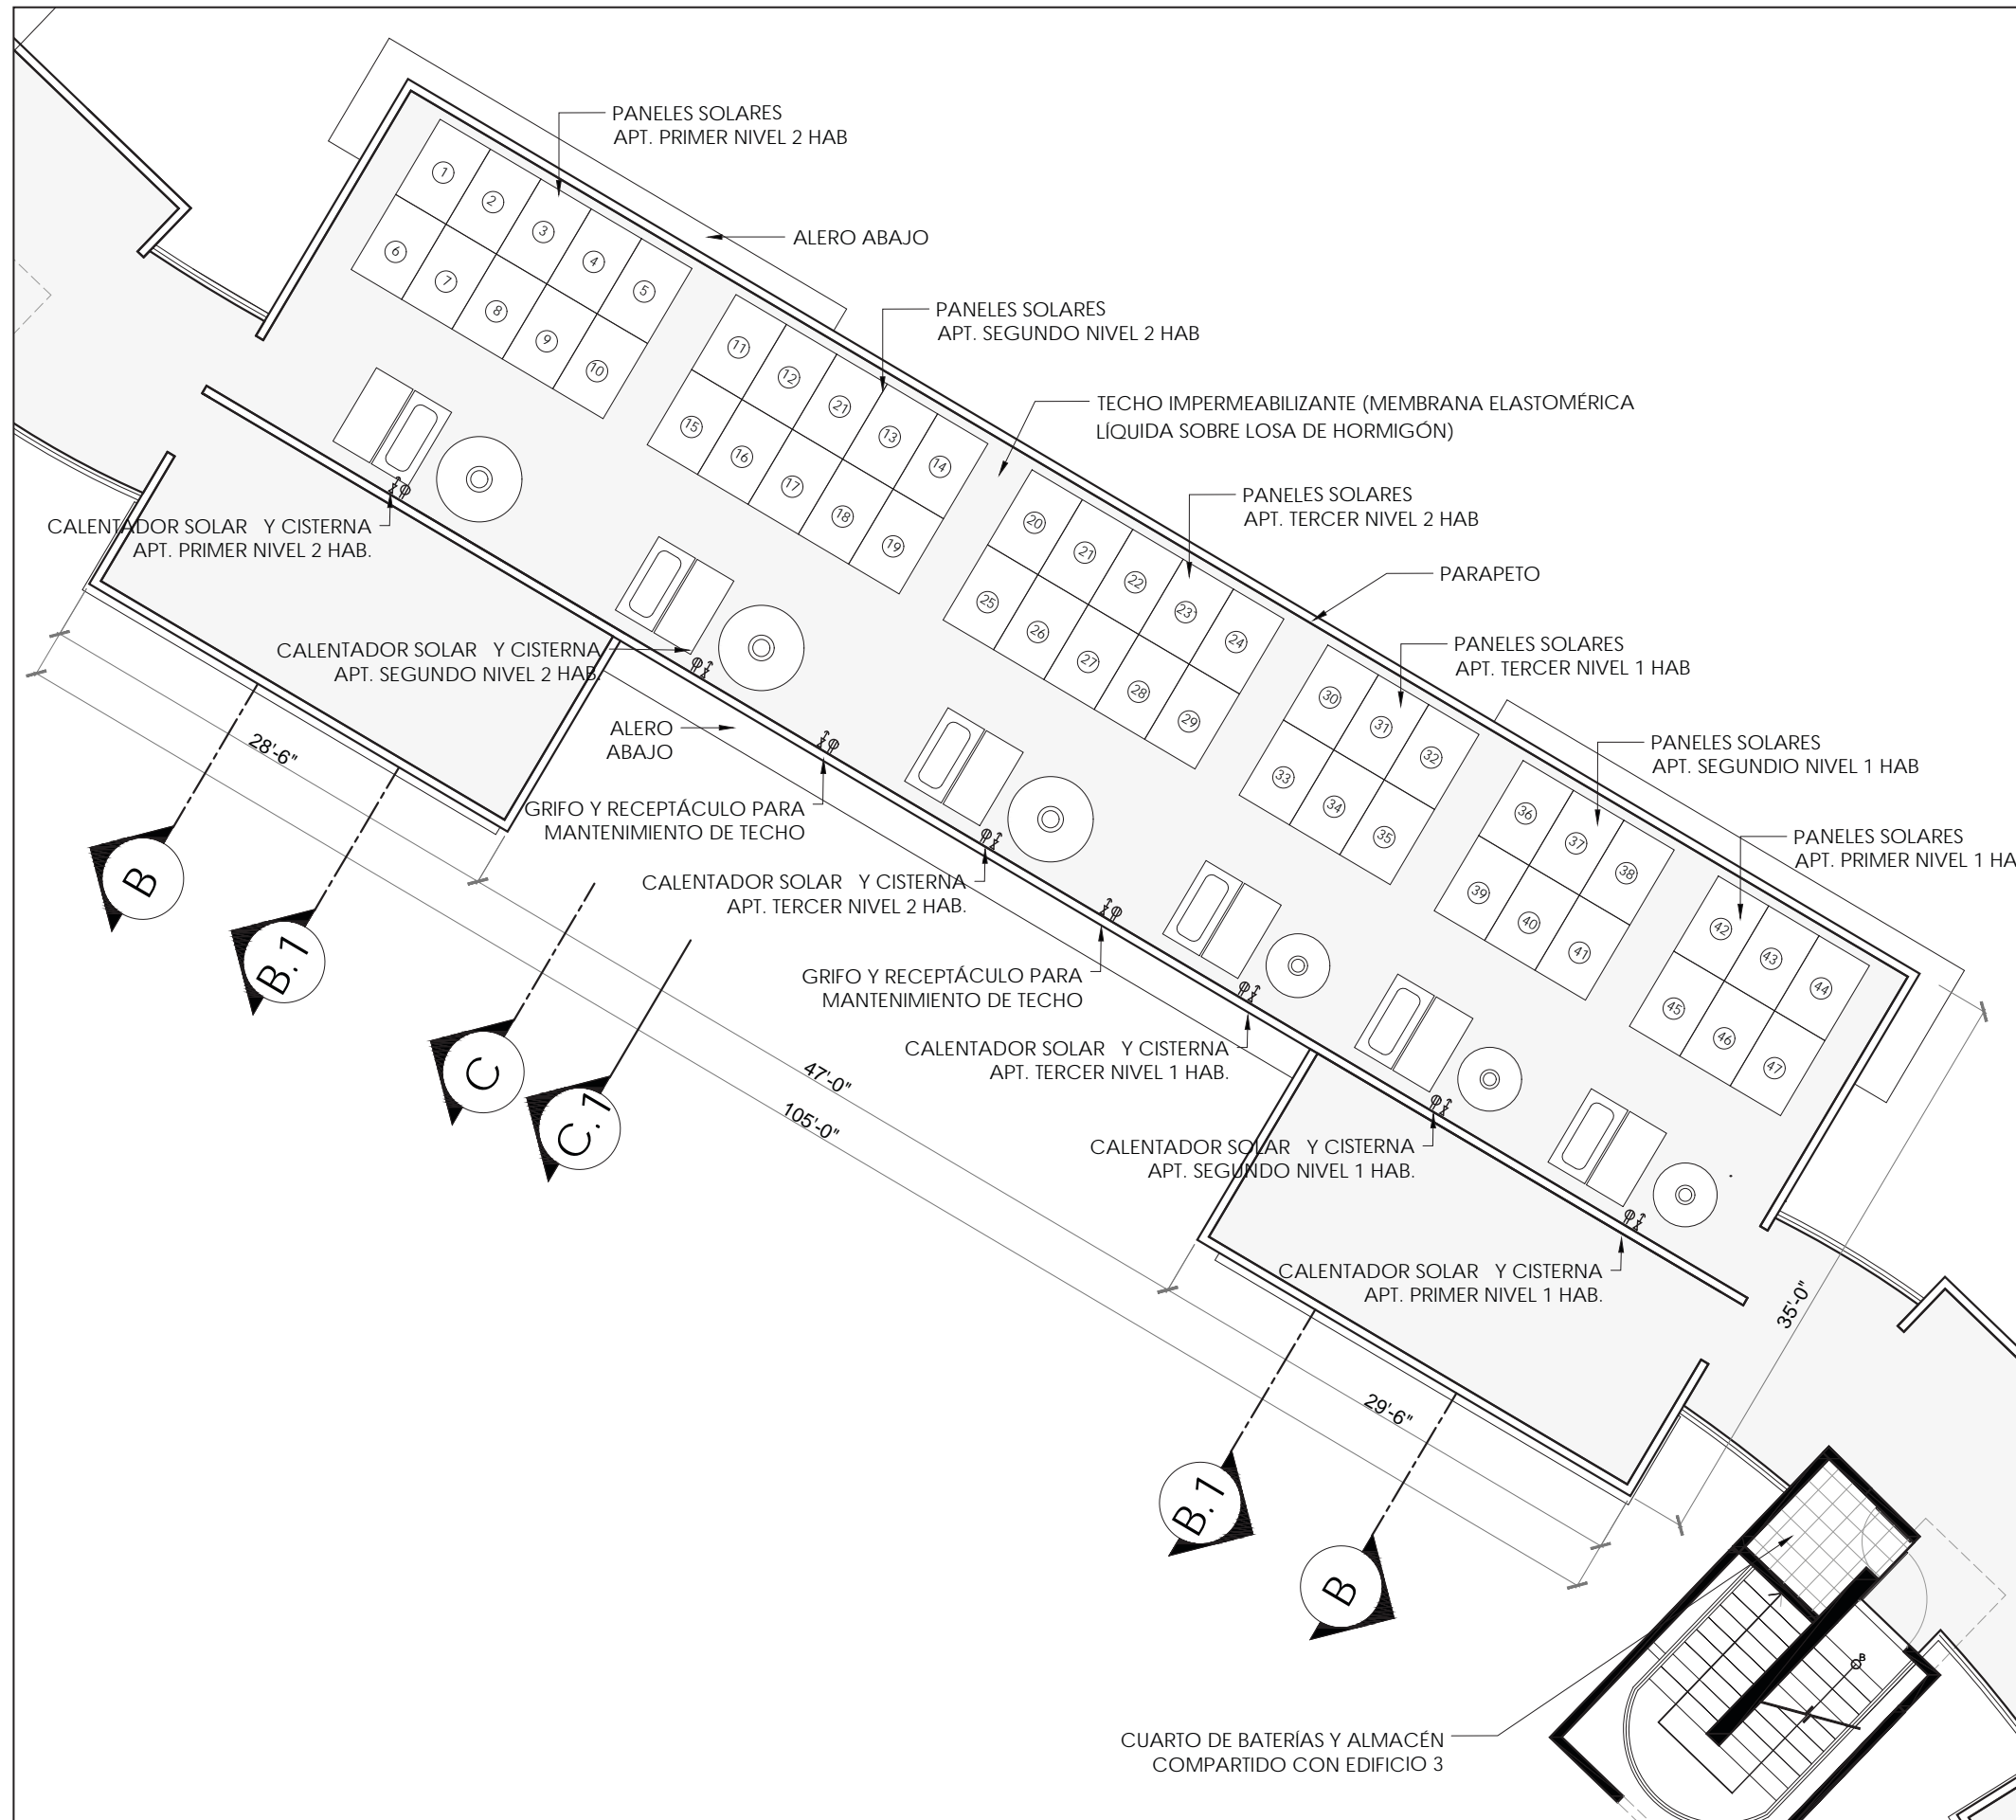 PANELES SOLARES
APT. PRIMER NIVEL 2 HAB
ALERO ABAJO
PANELES SOLARES
APT. SEGUNDO NIVEL 2 HAB
TECHO IMPERMEABILIZANTE (MEMBRANA ELASTOMÉRICA
LÍQUIDA SOBRE LOSA DE HORMIGÓN)
PANELES SOLARES
APT. TERCER NIVEL 2 HAB
PARAPETO
PANELES SOLARES
APT. TERCER NIVEL 1 HAB
PANELES SOLARES
APT. SEGUNDIO NIVEL 1 HAB
PANELES SOLARES
APT. PRIMER NIVEL 1 HA
1 2 3 4 5
6 7 8 9 10
11 12 21 13 14
15 16 17 18 19
20 21 22 23 24
25 26 27 28 29
30 31 32
33 34 35
36 37 38
39 40 41
42 43 44
45 46 47
CALENTADOR SOLAR Y CISTERNA
APT. PRIMER NIVEL 2 HAB.
CALENTADOR SOLAR Y CISTERNA
APT. SEGUNDO NIVEL 2 HAB.
ALERO
ABAJO
GRIFO Y RECEPTÁCULO PARA
MANTENIMIENTO DE TECHO
CALENTADOR SOLAR Y CISTERNA
APT. TERCER NIVEL 2 HAB.
GRIFO Y RECEPTÁCULO PARA
MANTENIMIENTO DE TECHO
CALENTADOR SOLAR Y CISTERNA
APT. TERCER NIVEL 1 HAB.
CALENTADOR SOLAR Y CISTERNA
APT. SEGUNDO NIVEL 1 HAB.
CALENTADOR SOLAR Y CISTERNA
APT. PRIMER NIVEL 1 HAB.
28'-6"
47'-0"
105'-0"
29'-6"
35'-0"
B
B.1
C
C.1
B.1
B
B
CUARTO DE BATERÍAS Y ALMACÉN
COMPARTIDO CON EDIFICIO 3